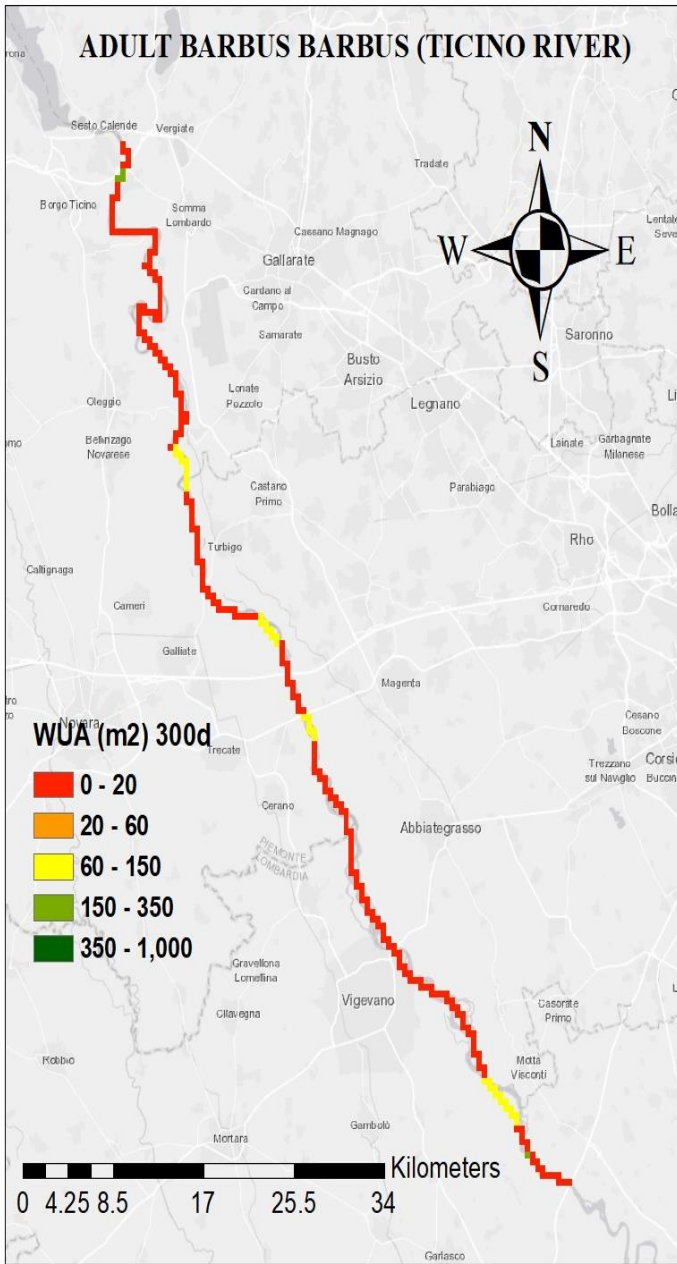 ADULT BARBUS BARBUS (TICINO RIVER)
Sesto Calende
Vergiate
Tradate
Borgo Ticino
Somma
Lombardo
Cassano Magnago
Gallarate
Cardano al
Campo
Samarate
N
W
E
S
Saronno
Busto
Arsizio
Legnano
Oleggio
Lonate
Pozzolo
Bellinzago
Novarese
Lainate
Garbagnate
Milanese
Castano
Primo
Parabiago
Turbigo
Rho
Caltignaga
Cameri
Cornaredo
Galliate
Magenta
Novara
Trecate
Cesano
Boscone
Trezzano
sul Naviglio
Cerano
Abbiategrasso
PIEMONTE
LOMBARDIA
WUA (m2) 300d
0 - 20
20 - 60
60 - 150
150 - 350
350 - 1,000
Gravellona
Lomellina
Vigevano
Cilavegna
Casorate
Primo
Robbio
Motta
Visconti
Gambolò
Mortara
Kilometers
0 4.25 8.5 17 25.5 34
Garlasco